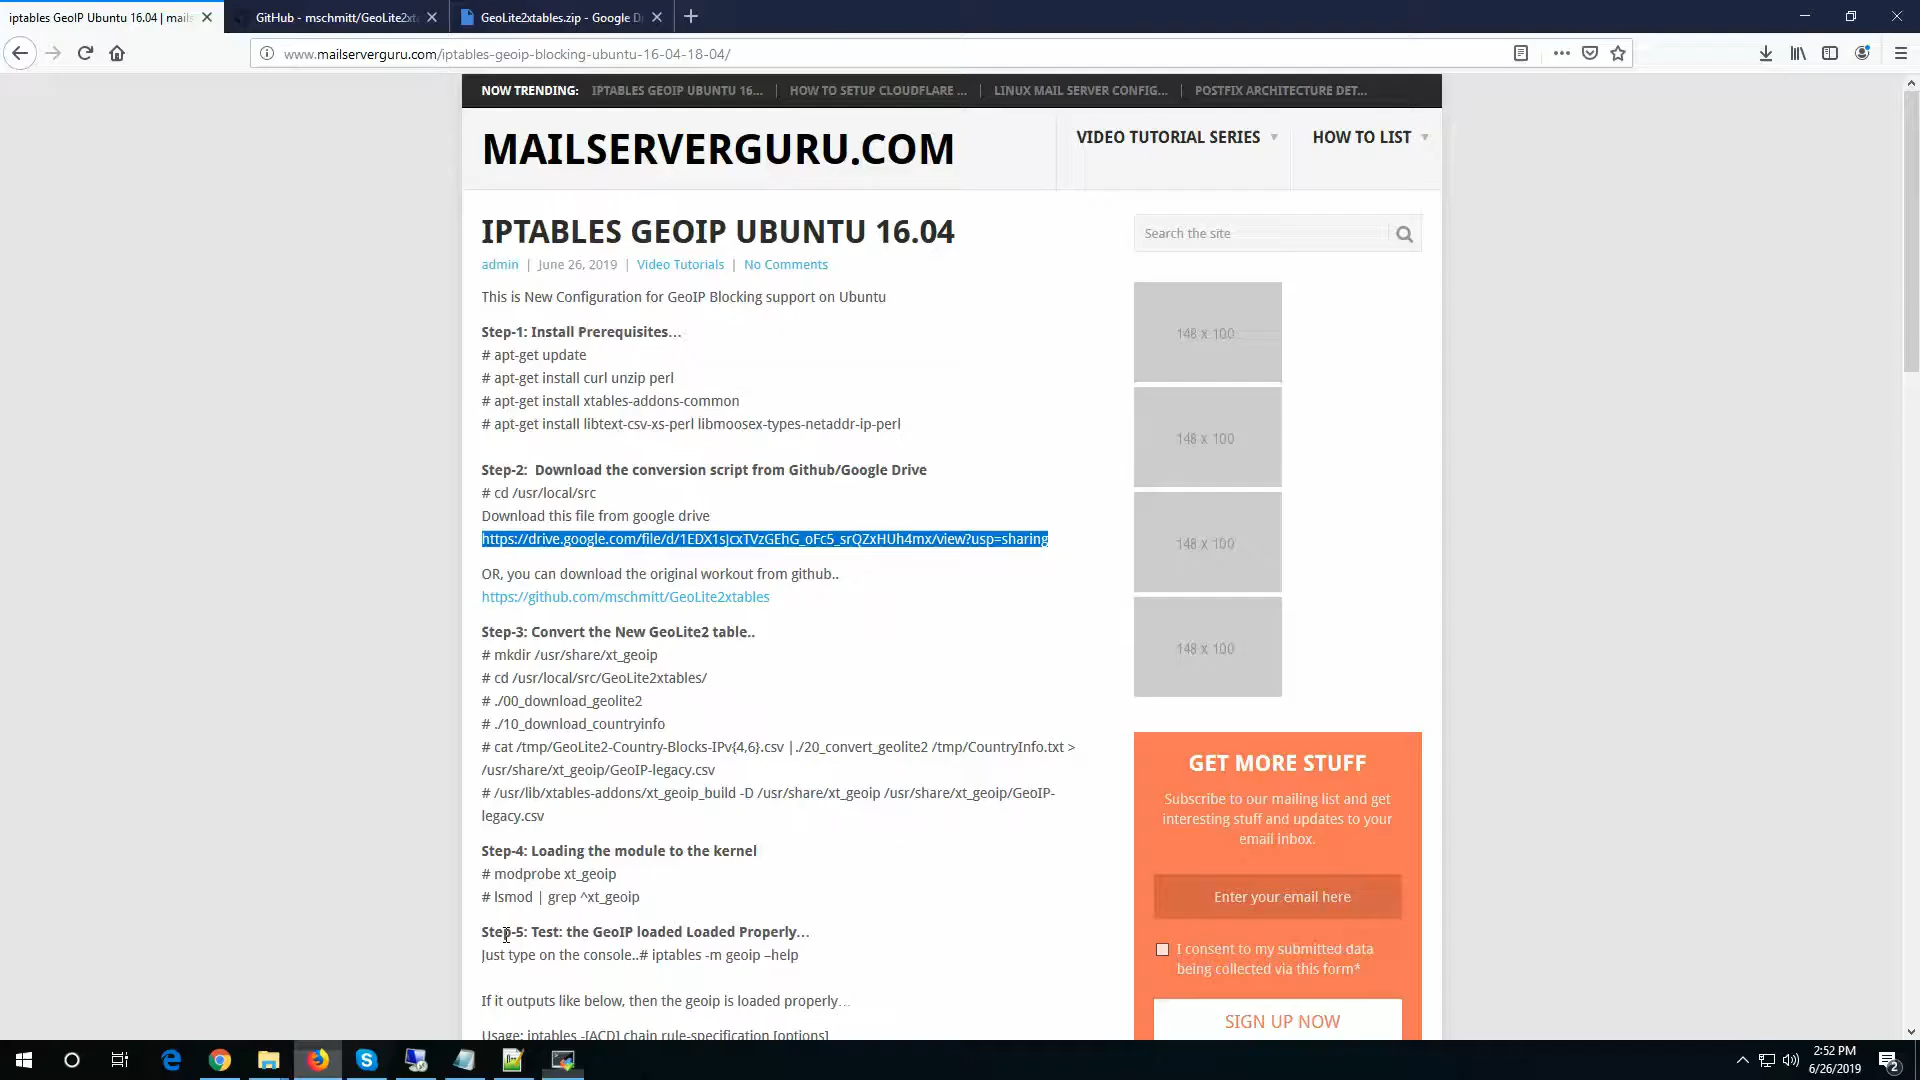 iptables GeoIP Ubuntu 16.04 | mails
GitHub - mschmitt/GeoLite2xta
GeoLite2xtables.zip - Google D
www.mailserverguru.com/iptables-geoip-blocking-ubuntu-16-04-18-04/
NOW TRENDING: IPTABLES GEOIP UBUNTU 16... HOW TO SETUP CLOUDFLARE ... LINUX MAIL SERVER CONFIG... POSTFIX ARCHITECTURE DET...
MAILSERVERGURU.COM
VIDEO TUTORIAL SERIES
HOW TO LIST
IPTABLES GEOIP UBUNTU 16.04
admin | June 26, 2019 | Video Tutorials | No Comments
This is New Configuration for GeoIP Blocking support on Ubuntu
Step-1: Install Prerequisites…
# apt-get update
# apt-get install curl unzip perl
# apt-get install xtables-addons-common
# apt-get install libtext-csv-xs-perl libmoosex-types-netaddr-ip-perl
Step-2:  Download the conversion script from Github/Google Drive
# cd /usr/local/src
Download this file from google drive
https://drive.google.com/file/d/1EDX1sJcxTVzGEhG_oFc5_srQZxHUh4mx/view?usp=sharing
OR, you can download the original workout from github..
https://github.com/mschmitt/GeoLite2xtables
Step-3: Convert the New GeoLite2 table..
# mkdir /usr/share/xt_geoip
# cd /usr/local/src/GeoLite2xtables/
# ./00_download_geolite2
# ./10_download_countryinfo
# cat /tmp/GeoLite2-Country-Blocks-IPv{4,6}.csv |./20_convert_geolite2 /tmp/CountryInfo.txt >
/usr/share/xt_geoip/GeoIP-legacy.csv
# /usr/lib/xtables-addons/xt_geoip_build -D /usr/share/xt_geoip /usr/share/xt_geoip/GeoIP-
legacy.csv
Step-4: Loading the module to the kernel
# modprobe xt_geoip
# lsmod | grep ^xt_geoip
Step-5: Test: the GeoIP loaded Loaded Properly…
Just type on the console..# iptables -m geoip –help
If it outputs like below, then the geoip is loaded properly…
Usage: iptables -[ACD] chain rule-specification [options]
Search the site
148 x 100
148 x 100
148 x 100
148 x 100
GET MORE STUFF
Subscribe to our mailing list and get
interesting stuff and updates to your
email inbox.
Enter your email here
I consent to my submitted data
being collected via this form*
SIGN UP NOW
2:52 PM
6/26/2019
2